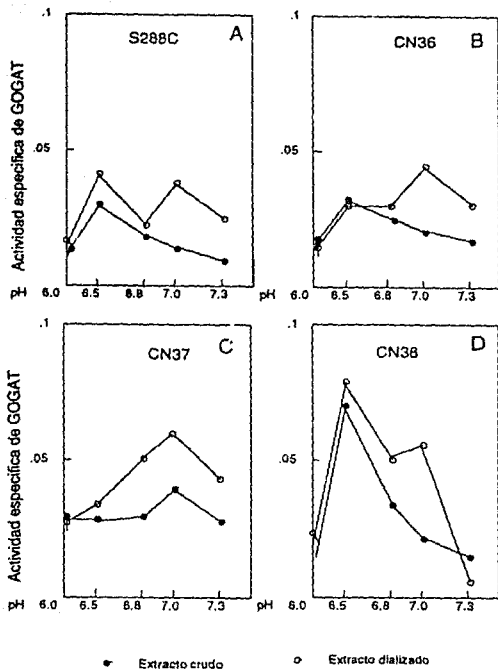 .1
S288C
A
.05
Actividad específica de GOGAT
pH 6.0 6.5 6.8 7.0 7.3
CN36
B
.05
pH 6.0 6.5 6.8 7.0 7.3
.1
CN37
C
.05
Actividad específica de GOGAT
pH 6.0 6.5 6.8 7.0 7.3
.1
CN38
D
.05
pH 6.0 6.5 6.8 7.0 7.3
Extracto crudo
Extracto dializado